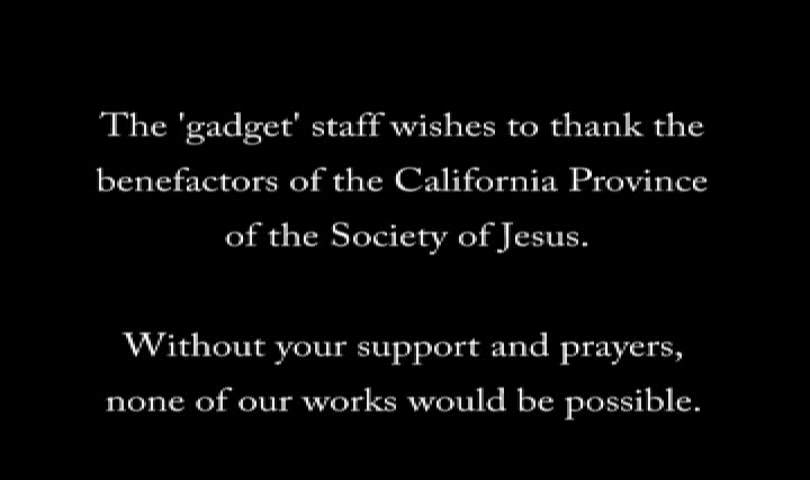 The 'gadget' staff wishes to thank the
benefactors of the California Province
of the Society of Jesus.
Without your support and prayers,
none of our works would be possible.